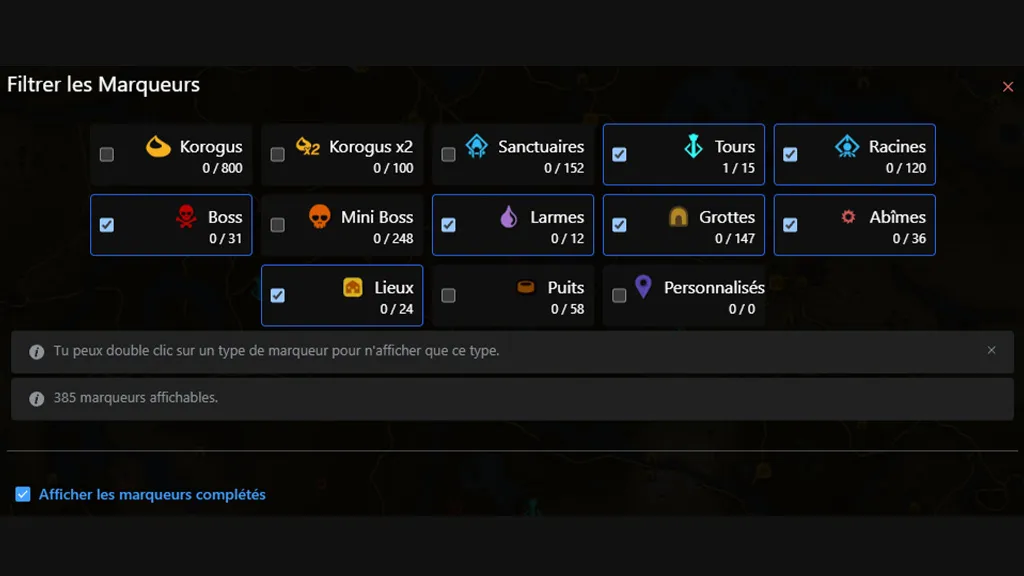 Filtrer les Marqueurs
Korogus
0 / 800
x2 Korogus x2
0 / 100
Sanctuaires
0 / 152
Tours
1 / 15
Racines
0 / 120
Boss
0 / 31
Mini Boss
0 / 248
Larmes
0 / 12
Grottes
0 / 147
Abîmes
0 / 36
Lieux
0 / 24
Puits
0 / 58
Personnalisés
0 / 0
Tu peux double clic sur un type de marqueur pour n'afficher que ce type.
385 marqueurs affichables.
Afficher les marqueurs complétés